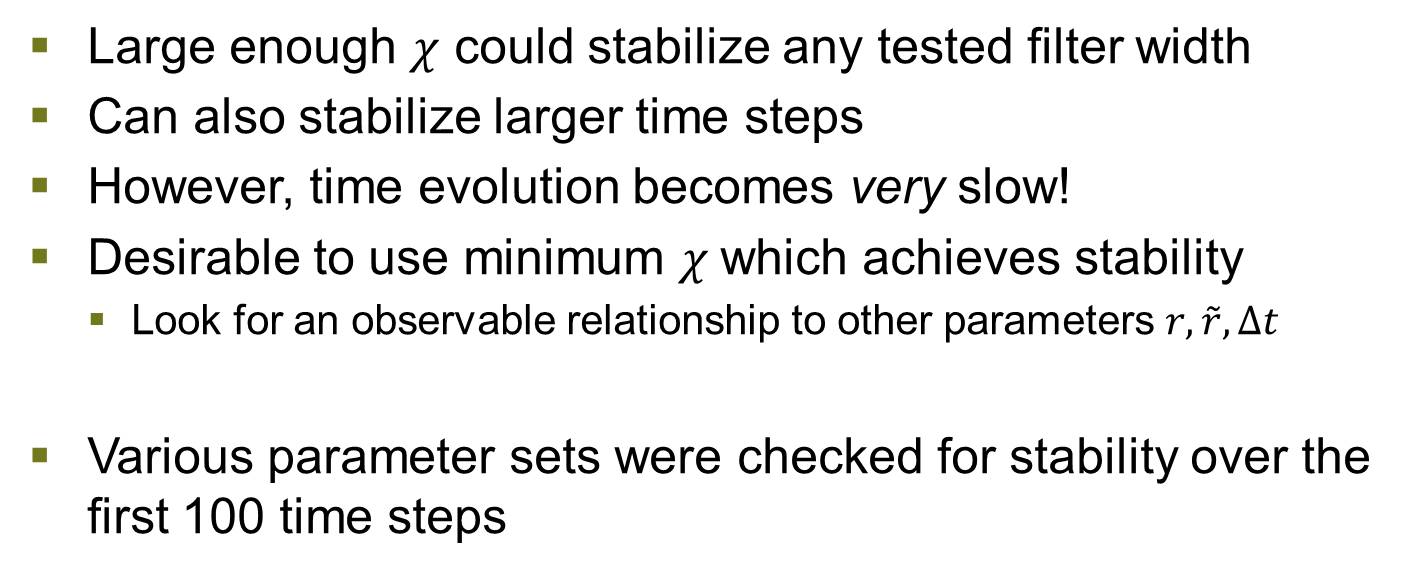 ▪ Large enough 𝜒 could stabilize any tested filter width
▪ Can also stabilize larger time steps
▪ However, time evolution becomes very slow!
▪ Desirable to use minimum 𝜒 which achieves stability
▪ Look for an observable relationship to other parameters 𝑟, 𝑟̃, Δ𝑡
▪ Various parameter sets were checked for stability over the
first 100 time steps